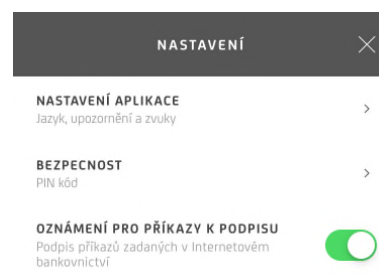 NASTAVENÍ
NASTAVENÍ APLIKACE
Jazyk, upozornění a zvuky
BEZPECNOST
PIN kód
OZNÁMENÍ PRO PŘÍKAZY K PODPISU
Podpis příkazů zadaných v Internetovém
bankovnictví